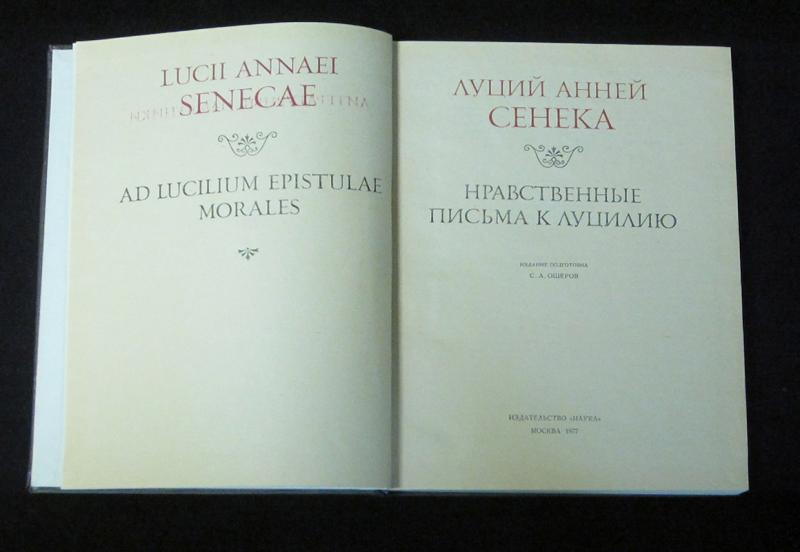 LUCII ANNAEI
SENECAE
AD LUCILIUM EPISTULAE
MORALES
ЛУЦИЙ АННЕЙ
СЕНЕКА
НРАВСТВЕННЫЕ
ПИСЬМА К ЛУЦИЛИЮ
ИЗДАНИЕ ПОДГОТОВИЛ
С. А. ОШЕРОВ
ИЗДАТЕЛЬСТВО «НАУКА»
МОСКВА 1977